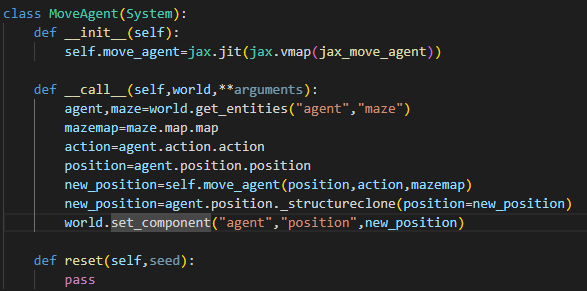 class MoveAgent(System):
    def __init__(self):
        self.move_agent=jax.jit(jax.vmap(jax_move_agent))

    def __call__(self,world,**arguments):
        agent,maze=world.get_entities("agent","maze")
        mazemap=maze.map.map
        action=agent.action.action
        position=agent.position.position
        new_position=self.move_agent(position,action,mazemap)
        new_position=agent.position._structureclone(position=new_position)
        world.set_component("agent","position",new_position)

    def reset(self,seed):
        pass